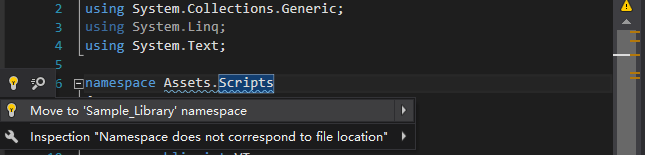 2 using System.Collections.Generic;
3 using System.Linq;
4 using System.Text;
5
6 namespace Assets.Scripts
Move to 'Sample_Library' namespace
Inspection "Namespace does not correspond to file location"